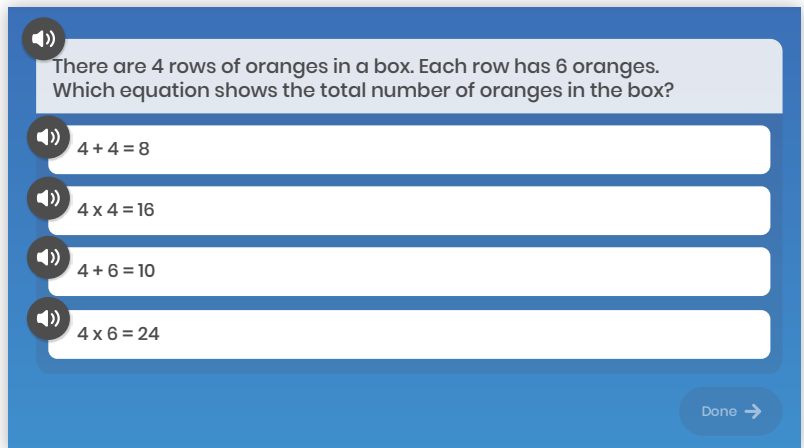 There are 4 rows of oranges in a box. Each row has 6 oranges.
Which equation shows the total number of oranges in the box?
4 + 4 = 8
4 x 4 = 16
4 + 6 = 10
4 x 6 = 24
Done